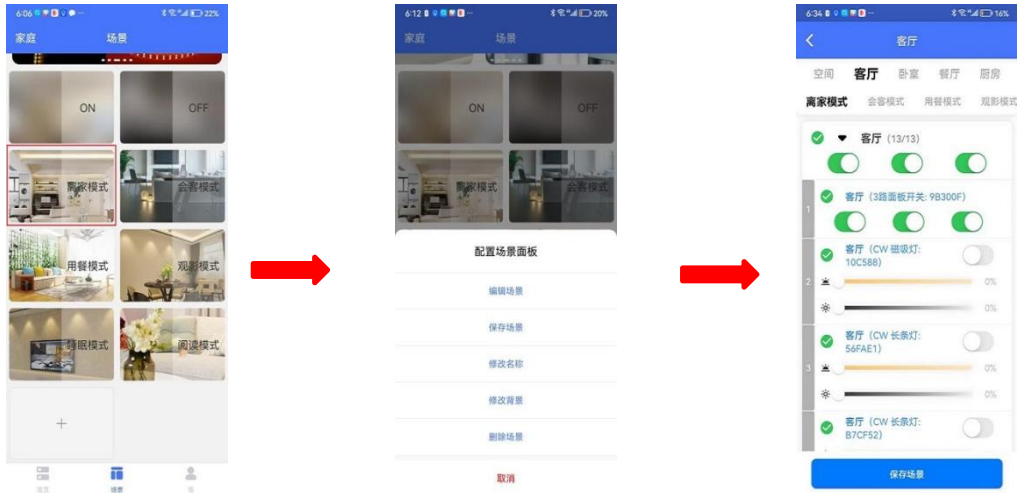 6:06
22%
家庭 场景
ON
OFF
离家模式
会客模式
用餐模式
观影模式
睡眠模式
阅读模式
+
场景
6:12
20%
家庭 场景
ON
OFF
离家模式
会客模式
配置场景面板
编辑场景
保存场景
修改名称
修改背景
删除场景
取消
6:34
16%
客厅
空间 客厅 卧室 餐厅 厨房
离家模式 会客模式 用餐模式 观影模式
客厅 (13/13)
1
客厅 (3路面板开关: 9B300F)
2
客厅 (CW 磁吸灯:
10C588)
0%
0%
3
客厅 (CW 长条灯:
56FAE1)
0%
0%
客厅 (CW 长条灯:
B7CF52)
保存场景